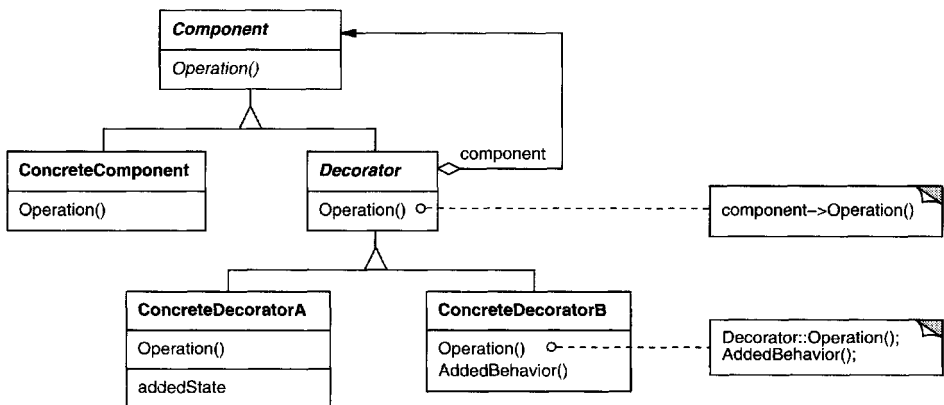 Component
Operation()
component
ConcreteComponent
Operation()
Decorator
Operation()
component–>Operation()
ConcreteDecoratorA
Operation()
addedState
ConcreteDecoratorB
Operation()
AddedBehavior()
Decorator::Operation();
AddedBehavior();